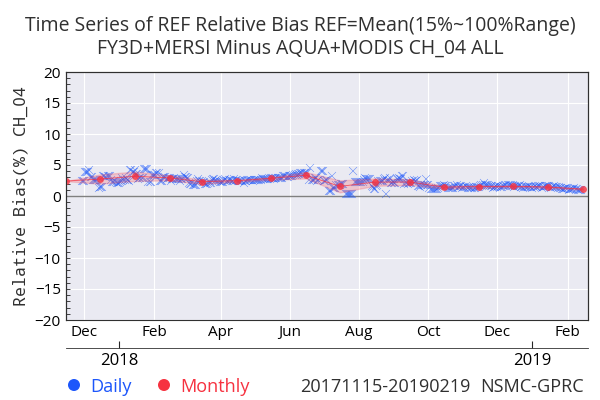 Time Series of REF Relative Bias REF=Mean(15%~100%Range)
FY3D+MERSI Minus AQUA+MODIS CH_04 ALL
Relative Bias(%) CH_04
20
15
10
5
0
−5
−10
−15
−20
Dec Feb Apr Jun Aug Oct Dec Feb
2018 2019
Daily Monthly 20171115-20190219 NSMC-GPRC